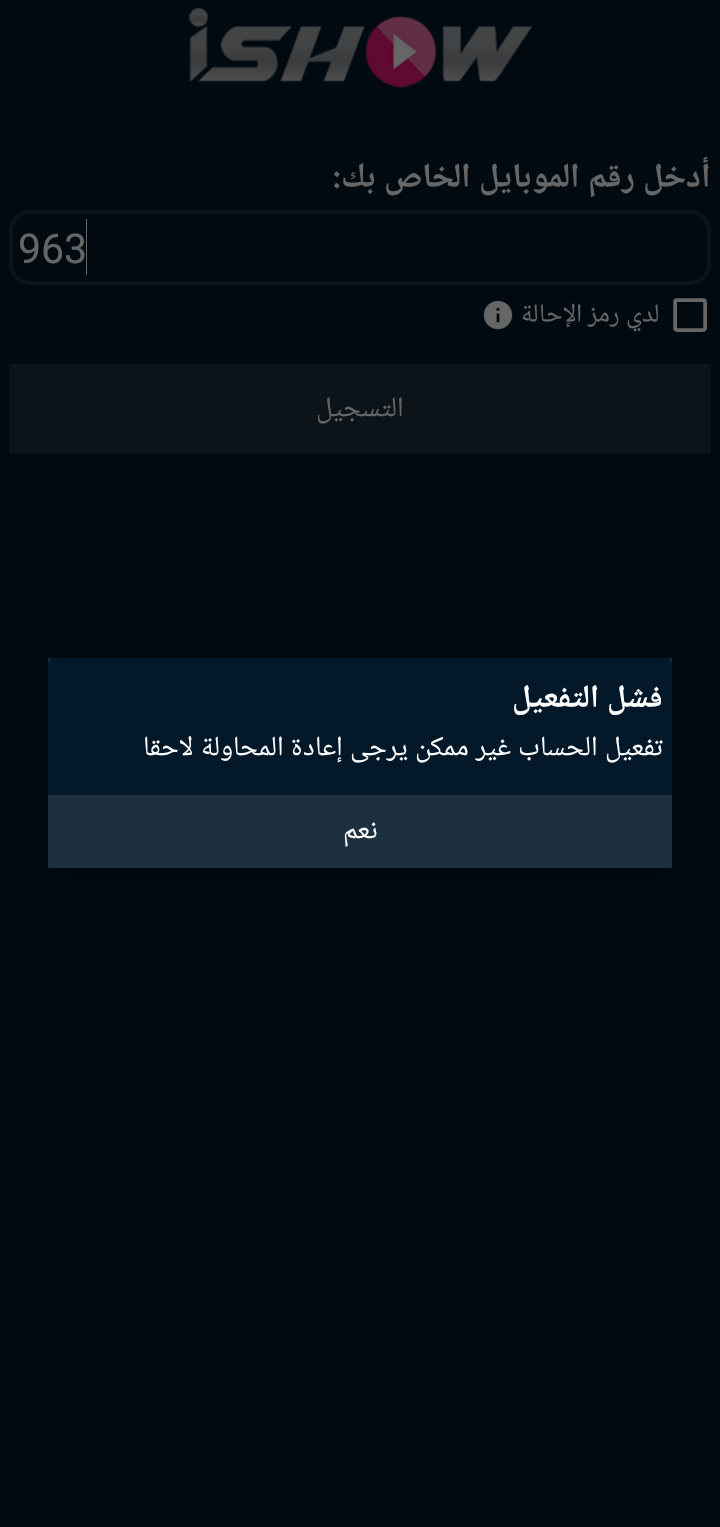 iSHOW
أدخل رقم الموبايل الخاص بك:
963
لدي رمز الإحالة
التسجيل
فشل التفعيل
تفعيل الحساب غير ممكن يرجى إعادة المحاولة لاحقا
نعم